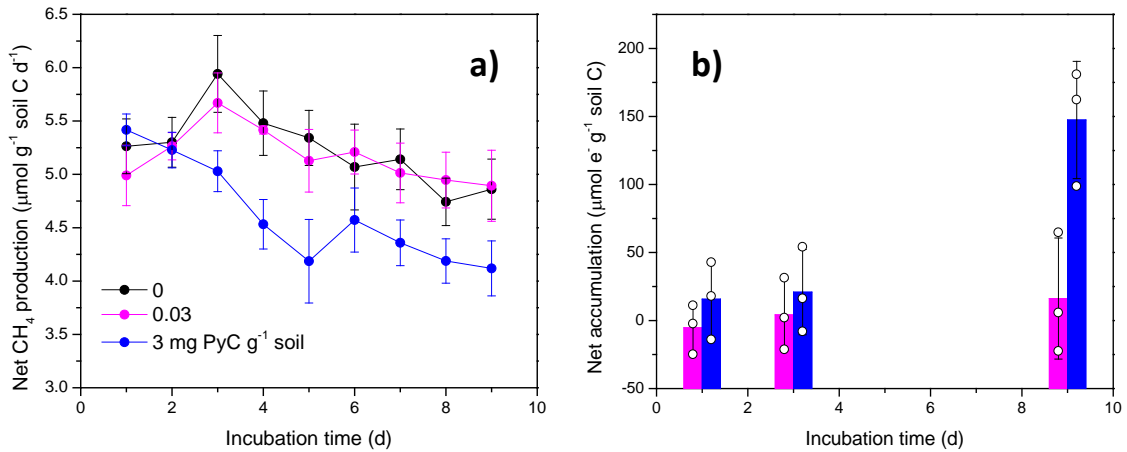 a)
Net CH₄ production (μmol g⁻¹ soil C d⁻¹)
6.5
6.0
5.5
5.0
4.5
4.0
3.5
3.0
0
0.03
3 mg PyC g⁻¹ soil
0 2 4 6 8 10
Incubation time (d)
b)
Net accumulation (μmol e⁻ g⁻¹ soil C)
200
150
100
50
0
-50
0 2 4 6 8 10
Incubation time (d)